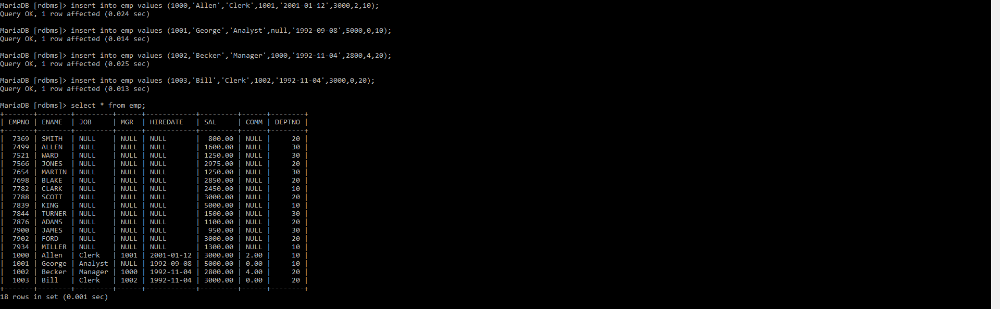 MariaDB [rdbms]> insert into emp values (1000,'Allen','Clerk',1001,'2001-01-12',3000,2,10);
Query OK, 1 row affected (0.024 sec)
MariaDB [rdbms]> insert into emp values (1001,'George','Analyst',null,'1992-09-08',5000,0,10);
Query OK, 1 row affected (0.014 sec)
MariaDB [rdbms]> insert into emp values (1002,'Becker','Manager',1000,'1992-11-04',2800,4,20);
Query OK, 1 row affected (0.025 sec)
MariaDB [rdbms]> insert into emp values (1003,'Bill','Clerk',1002,'1992-11-04',3000,0,20);
Query OK, 1 row affected (0.013 sec)
MariaDB [rdbms]> select * from emp;
+-------+--------+---------+------+------------+---------+------+--------+
| EMPNO | ENAME  | JOB     | MGR  | HIREDATE   | SAL     | COMM | DEPTNO |
+-------+--------+---------+------+------------+---------+------+--------+
|  7369 | SMITH  | NULL    | NULL | NULL       |  800.00 | NULL |     20 |
|  7499 | ALLEN  | NULL    | NULL | NULL       | 1600.00 | NULL |     30 |
|  7521 | WARD   | NULL    | NULL | NULL       | 1250.00 | NULL |     30 |
|  7566 | JONES  | NULL    | NULL | NULL       | 2975.00 | NULL |     20 |
|  7654 | MARTIN | NULL    | NULL | NULL       | 1250.00 | NULL |     30 |
|  7698 | BLAKE  | NULL    | NULL | NULL       | 2850.00 | NULL |     20 |
|  7782 | CLARK  | NULL    | NULL | NULL       | 2450.00 | NULL |     10 |
|  7788 | SCOTT  | NULL    | NULL | NULL       | 3000.00 | NULL |     20 |
|  7839 | KING   | NULL    | NULL | NULL       | 5000.00 | NULL |     10 |
|  7844 | TURNER | NULL    | NULL | NULL       | 1500.00 | NULL |     30 |
|  7876 | ADAMS  | NULL    | NULL | NULL       | 1100.00 | NULL |     20 |
|  7900 | JAMES  | NULL    | NULL | NULL       |  950.00 | NULL |     30 |
|  7902 | FORD   | NULL    | NULL | NULL       | 3000.00 | NULL |     20 |
|  7934 | MILLER | NULL    | NULL | NULL       | 1300.00 | NULL |     10 |
|  1000 | Allen  | Clerk   | 1001 | 2001-01-12 | 3000.00 | 2.00 |     10 |
|  1001 | George | Analyst | NULL | 1992-09-08 | 5000.00 | 0.00 |     10 |
|  1002 | Becker | Manager | 1000 | 1992-11-04 | 2800.00 | 4.00 |     20 |
|  1003 | Bill   | Clerk   | 1002 | 1992-11-04 | 3000.00 | 0.00 |     20 |
+-------+--------+---------+------+------------+---------+------+--------+
18 rows in set (0.001 sec)